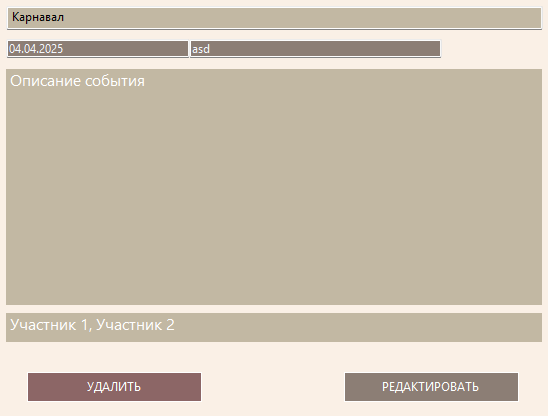 Карнавал
04.04.2025 asd
Описание события
Участник 1, Участник 2
УДАЛИТЬ РЕДАКТИРОВАТЬ